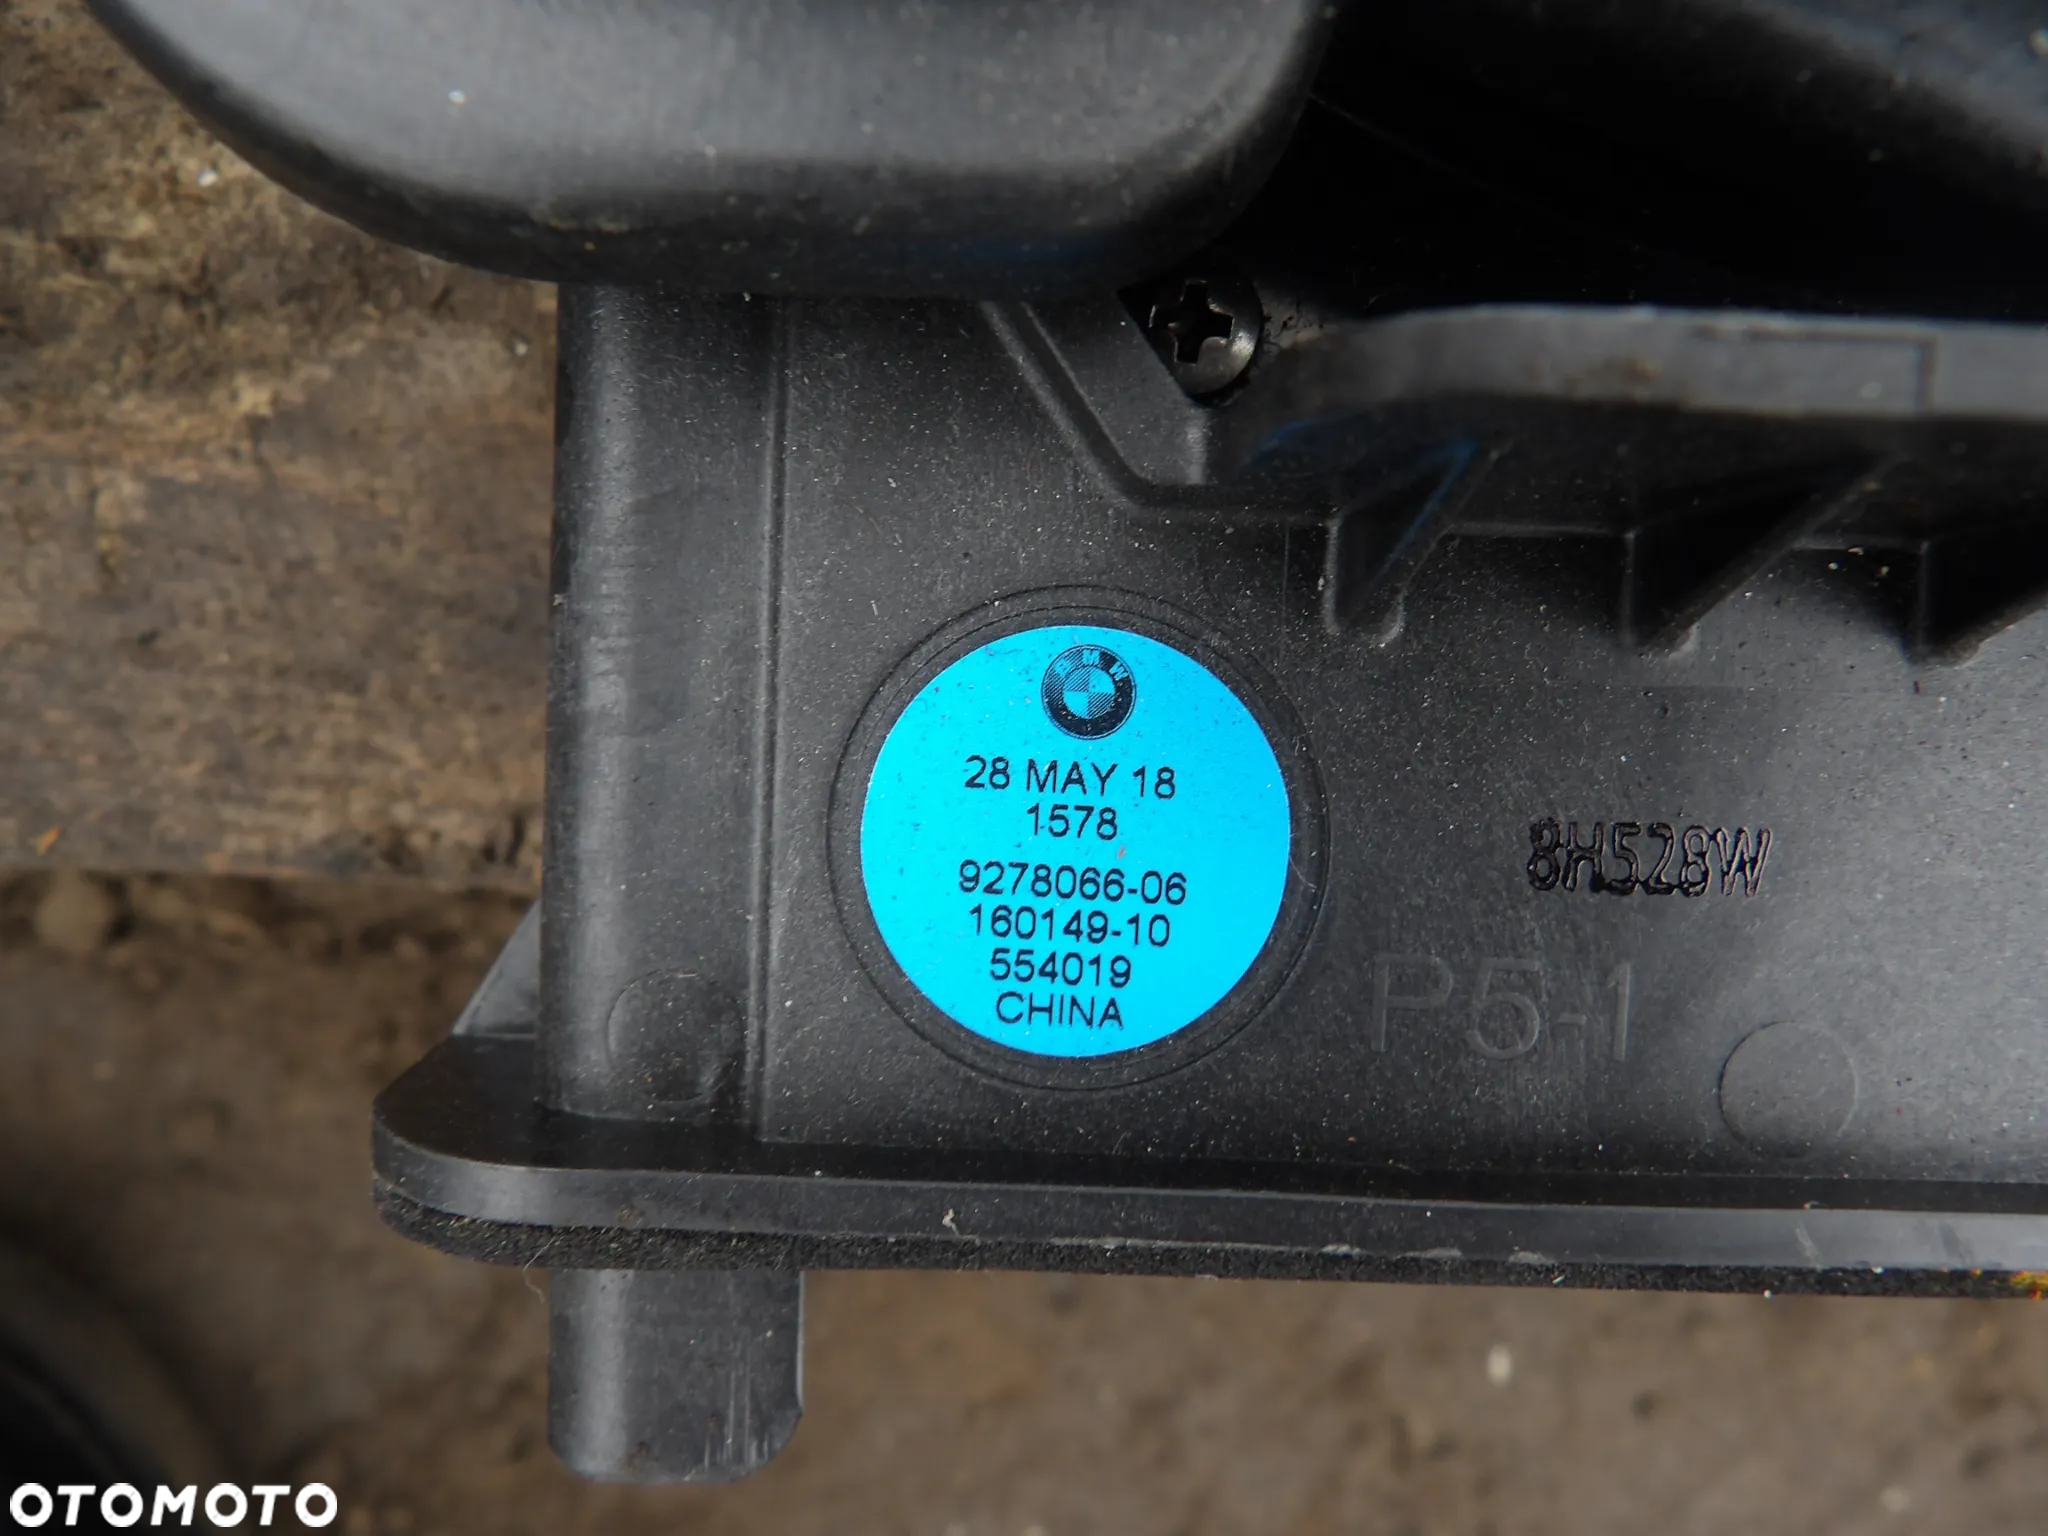 BMW
28 MAY 18
1578
9278066-06
160149-10
554019
CHINA
8H528W
P5-1
OTOMOTO